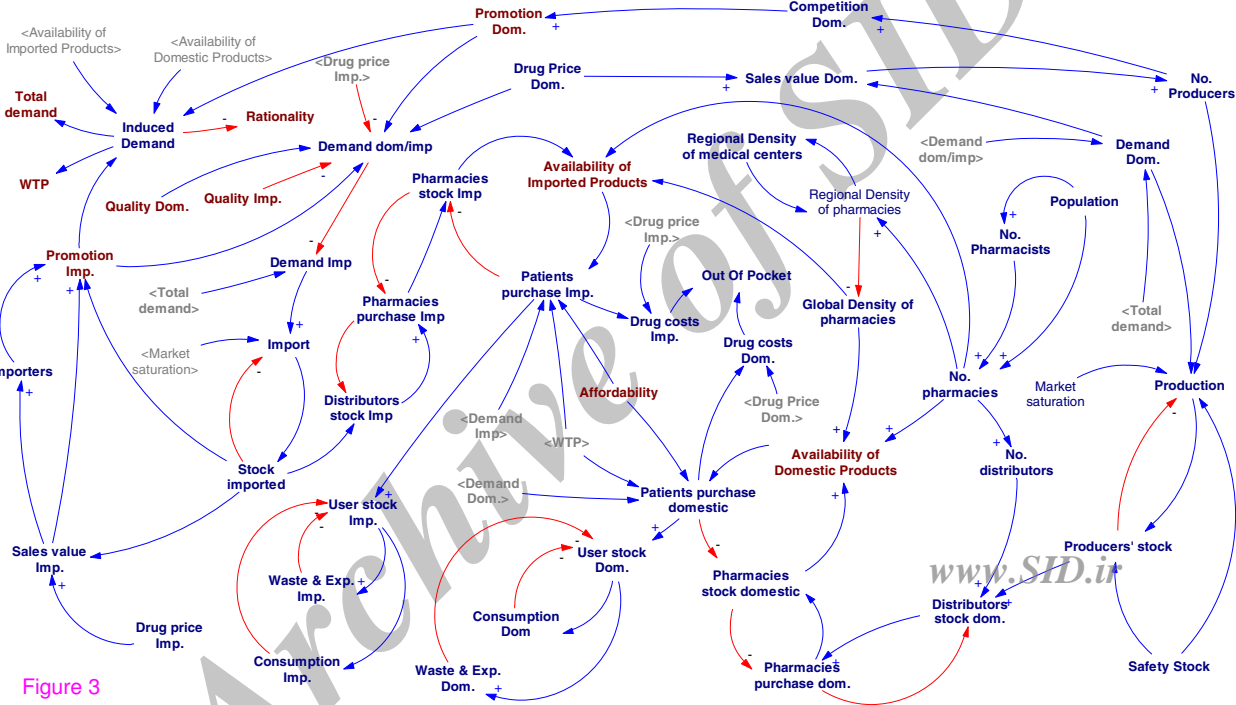 Competition
Dom.
Promotion
Dom.
<Availability of
Imported Products>
<Availability of
Domestic Products>
<Drug price
Imp.>
Drug Price
Dom.
Sales value Dom.
No.
Producers
Total
demand
Induced
Demand
Rationality
Demand dom/imp
WTP
Quality Dom.
Quality Imp.
Pharmacies
stock Imp
Availability of
Imported Products
Regional Density
of medical centers
<Demand
dom/imp>
Demand
Dom.
Regional Density
of pharmacies
Population
No.
Pharmacists
<Drug price
Imp.>
Promotion
Imp.
Demand Imp
<Total
demand>
Patients
purchase Imp.
Out Of Pocket
Pharmacies
purchase Imp
Drug costs
Imp.
Global Density of
pharmacies
<Total
demand>
Import
<Market
saturation>
Drug costs
Dom.
mporters
No.
pharmacies
Market
saturation
Production
Affordability
Distributors
stock Imp
<Demand
Imp>
<WTP>
<Drug Price
Dom.>
Stock
imported
Availability of
Domestic Products
No.
distributors
<Demand
Dom.>
Patients purchase
domestic
User stock
Imp.
Sales value
Imp.
User stock
Dom.
Producers' stock
www.SID.ir
Waste & Exp.
Imp.
Pharmacies
stock domestic
Consumption
Dom
Distributors
stock dom.
Drug price
Imp.
Consumption
Imp.
Waste & Exp.
Dom.
Pharmacies
purchase dom.
Safety Stock
Figure 3
Archive of SID